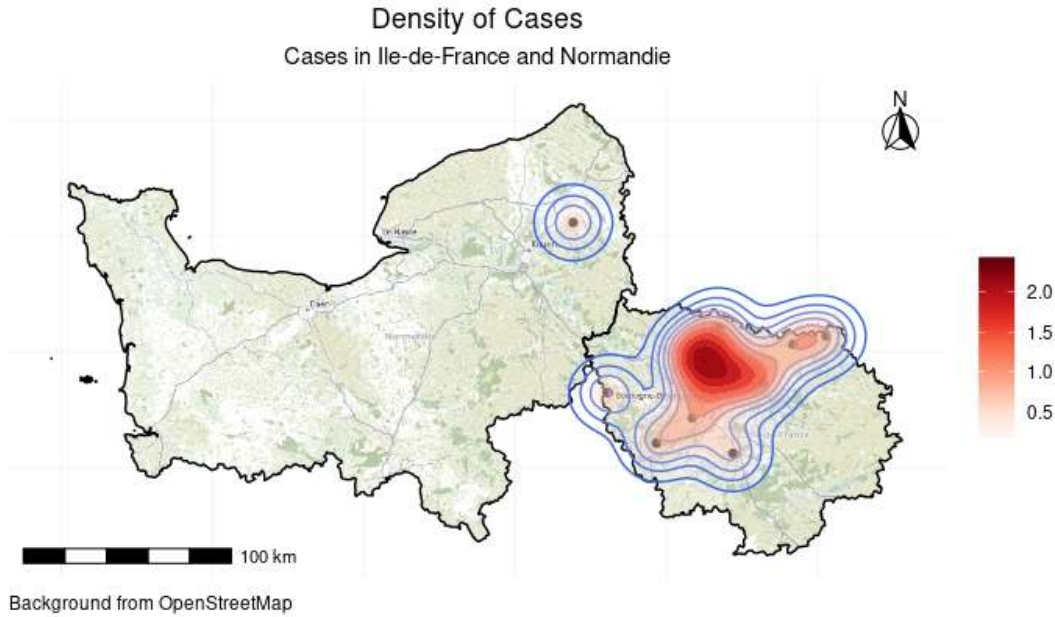 Density of Cases
Cases in Ile-de-France and Normandie
N
Le Havre
Rouen
Caen
Normandie
2.0
1.5
1.0
0.5
100 km
Background from OpenStreetMap